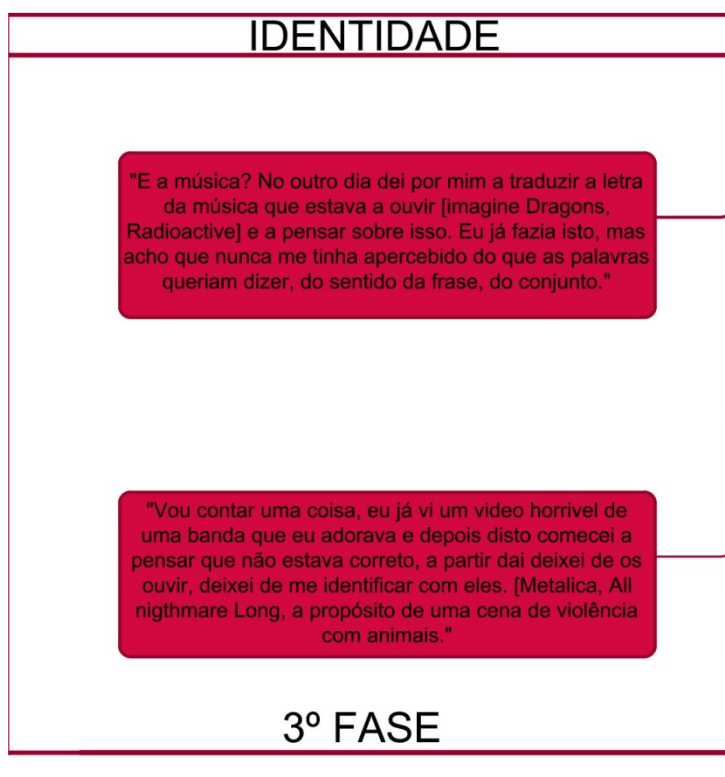 IDENTIDADE
"E a música? No outro dia dei por mim a traduzir a letra
da música que estava a ouvir [imagine Dragons,
Radioactive] e a pensar sobre isso. Eu já fazia isto, mas
acho que nunca me tinha apercebido do que as palavras
queriam dizer, do sentido da frase, do conjunto."
"Vou contar uma coisa, eu já vi um video horrivel de
uma banda que eu adorava e depois disto comecei a
pensar que não estava correto, a partir dai deixei de os
ouvir, deixei de me identificar com eles. [Metalica, All
nigthmare Long, a propósito de uma cena de violência
com animais."
3º FASE